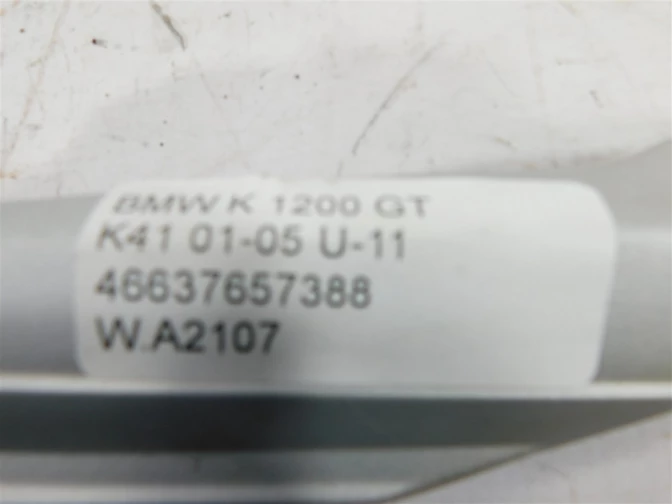 BMW K 1200 GT
K41 01-05 U-11
46637657388
W.A2107